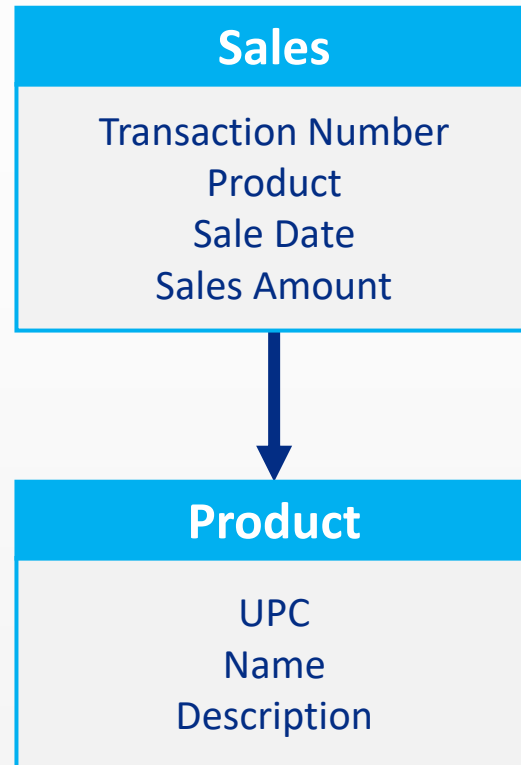 Sales
Transaction Number
Product
Sale Date
Sales Amount
Product
UPC
Name
Description